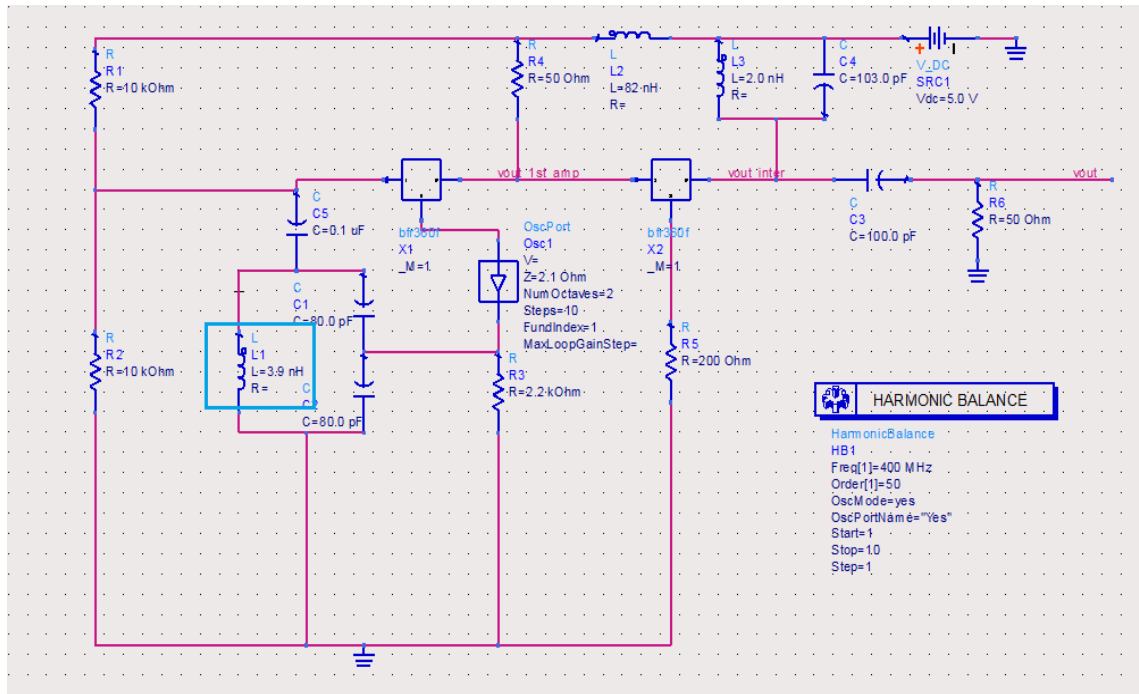 R
R1
R=10 kOhm
R
R4
R=50 Ohm
L
L2
L=82 nH
R=
L
L3
L=2.0 nH
R=
C
C4
C=103.0 pF
V_DC
SRC1
Vdc=5.0 V
C
C5
C=0.1 uF
bfr360f
X1
_M=1
vout 1st amp
OscPort
Osc1
V=
Z=2.1 Ohm
NumOctaves=2
Steps=10
FundIndex=1
MaxLoopGainStep=
bfr360f
X2
_M=1
vout inter
C
C3
C=100.0 pF
R
R6
R=50 Ohm
vout
R
R2
R=10 kOhm
L
L1
L=3.9 nH
R=
C
C1
C=80.0 pF
C
C2
C=80.0 pF
R
R3
R=2.2 kOhm
R
R5
R=200 Ohm
HARMONIC BALANCE
HarmonicBalance
HB1
Freq[1]=400 MHz
Order[1]=50
OscMode=yes
OscPortName="Yes"
Start=1
Stop=10
Step=1